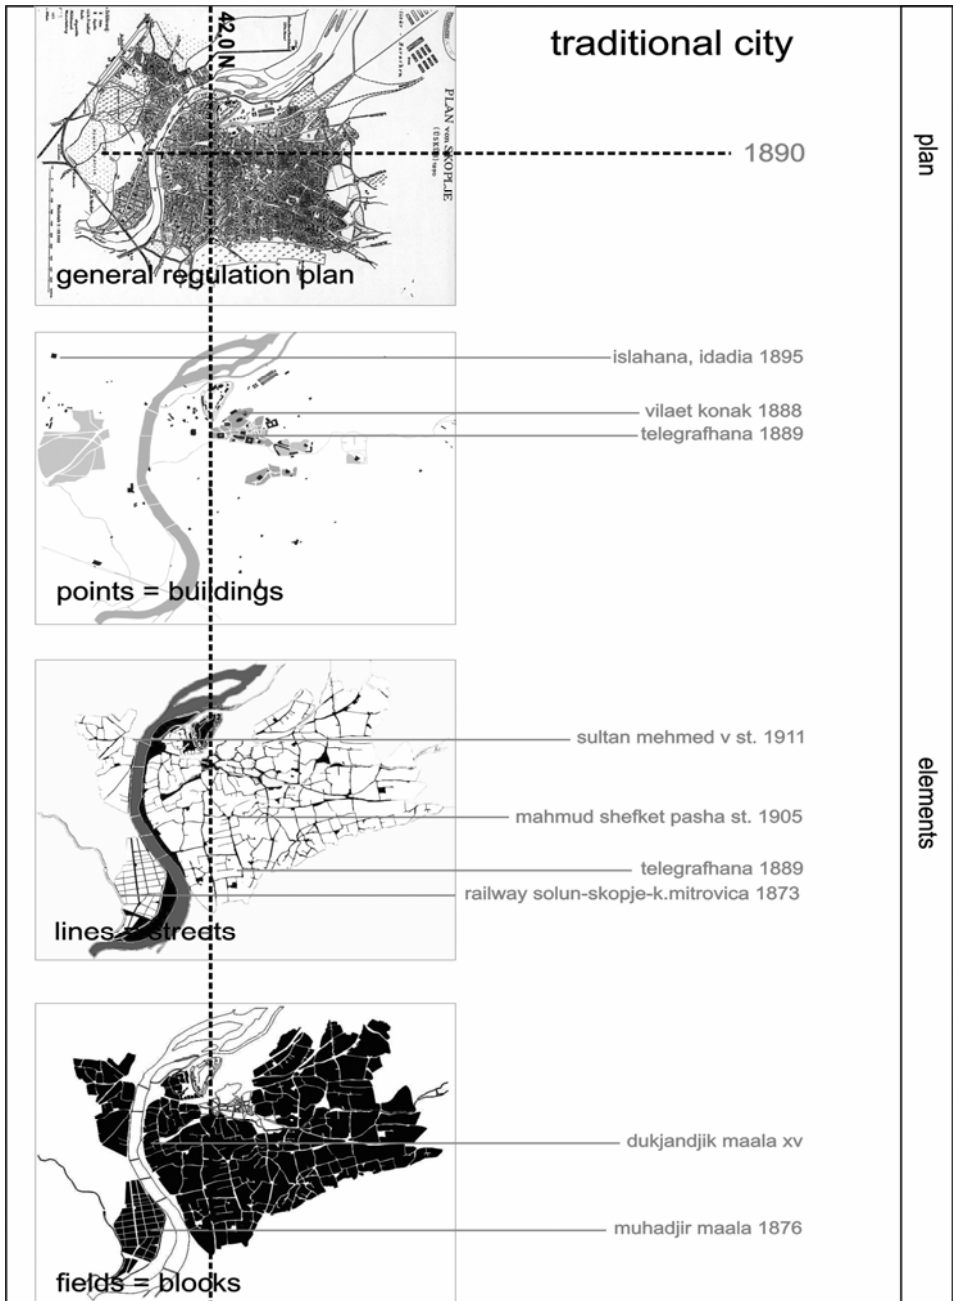 traditional city
42,0 N
PLAN von SKOPLJE
1890
plan
general regulation plan
islahana, idadia 1895
vilaet konak 1888
telegrafhana 1889
points = buildings
elements
sultan mehmed v st. 1911
mahmud shefket pasha st. 1905
telegrafhana 1889
railway solun-skopje-k.mitrovica 1873
lines = streets
dukjandjik maala xv
muhadjir maala 1876
fields = blocks